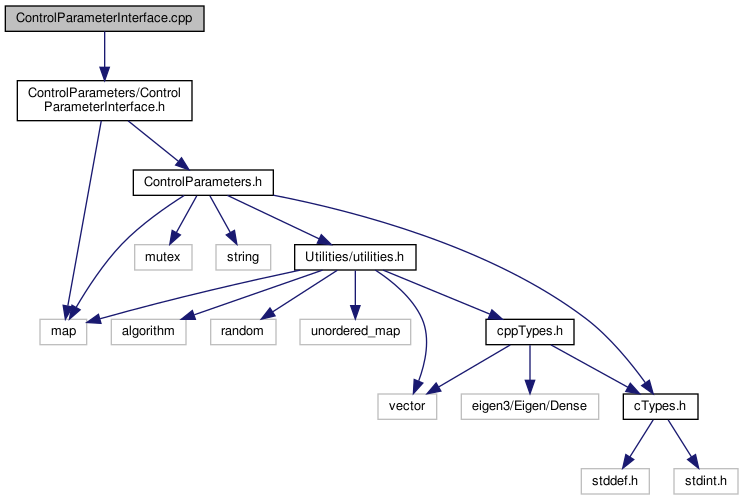 ControlParameterInterface.cpp
ControlParameters/Control
ParameterInterface.h
ControlParameters.h
mutex
string
Utilities/utilities.h
map
algorithm
random
unordered_map
cppTypes.h
vector
eigen3/Eigen/Dense
cTypes.h
stddef.h
stdint.h